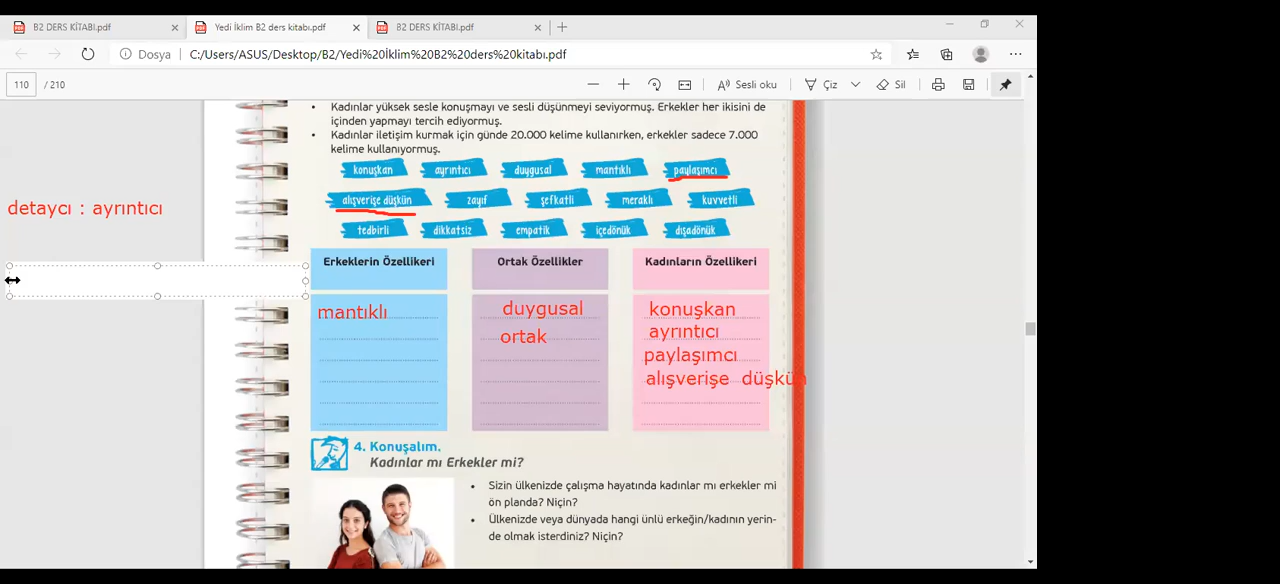 B2 DERS KİTABI.pdf
Yedi İklim B2 ders kitabı.pdf
B2 DERS KİTABI.pdf
Dosya
C:/Users/ASUS/Desktop/B2/Yedi%20İklim%20B2%20ders%20kitabı.pdf
110 / 210
Sesli oku
Çiz
Sil
• Kadınlar yüksek sesle konuşmayı ve sesli düşünmeyi seviyormuş. Erkekler her ikisini de
içinden yapmayı tercih ediyormuş.
• Kadınlar iletişim kurmak için günde 20.000 kelime kullanırken, erkekler sadece 7.000
kelime kullanıyormuş.
konuşkan ayrıntıcı duygusal mantıklı paylaşımcı
alışverişe düşkün zayıf şefkatli meraklı kuvvetli
tedbirli dikkatsiz empatik içedönük dışadönük
detaycı : ayrıntıcı
Erkeklerin Özellikeri
mantıklı
Ortak Özellikler
duygusal
ortak
Kadınların Özellikeri
konuşkan
ayrıntıcı
paylaşımcı
alışverişe düşkün
4. Konuşalım.
Kadınlar mı Erkekler mi?
• Sizin ülkenizde çalışma hayatında kadınlar mı erkekler mi
ön planda? Niçin?
• Ülkenizde veya dünyada hangi ünlü erkeğin/kadının yerin-
de olmak isterdiniz? Niçin?